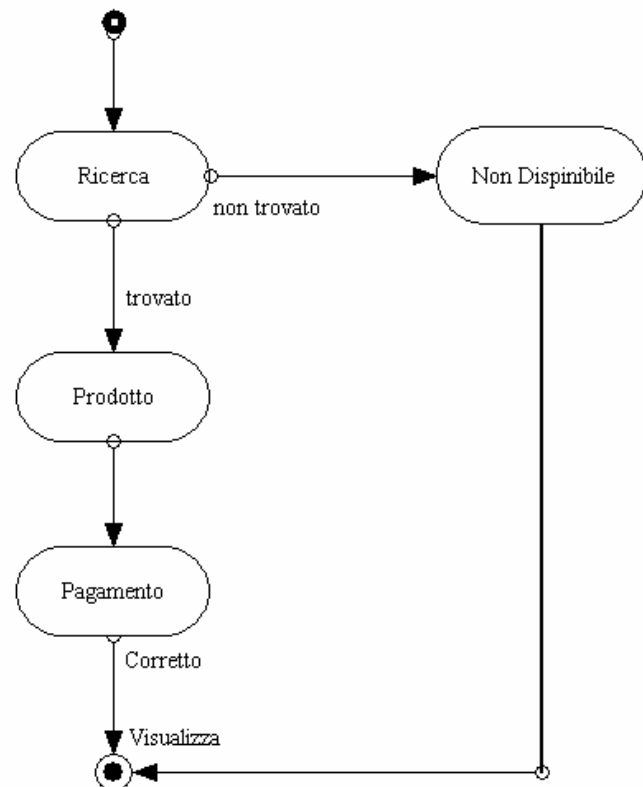 Ricerca
Non Dispinibile
non trovato
trovato
Prodotto
Pagamento
Corretto
Visualizza